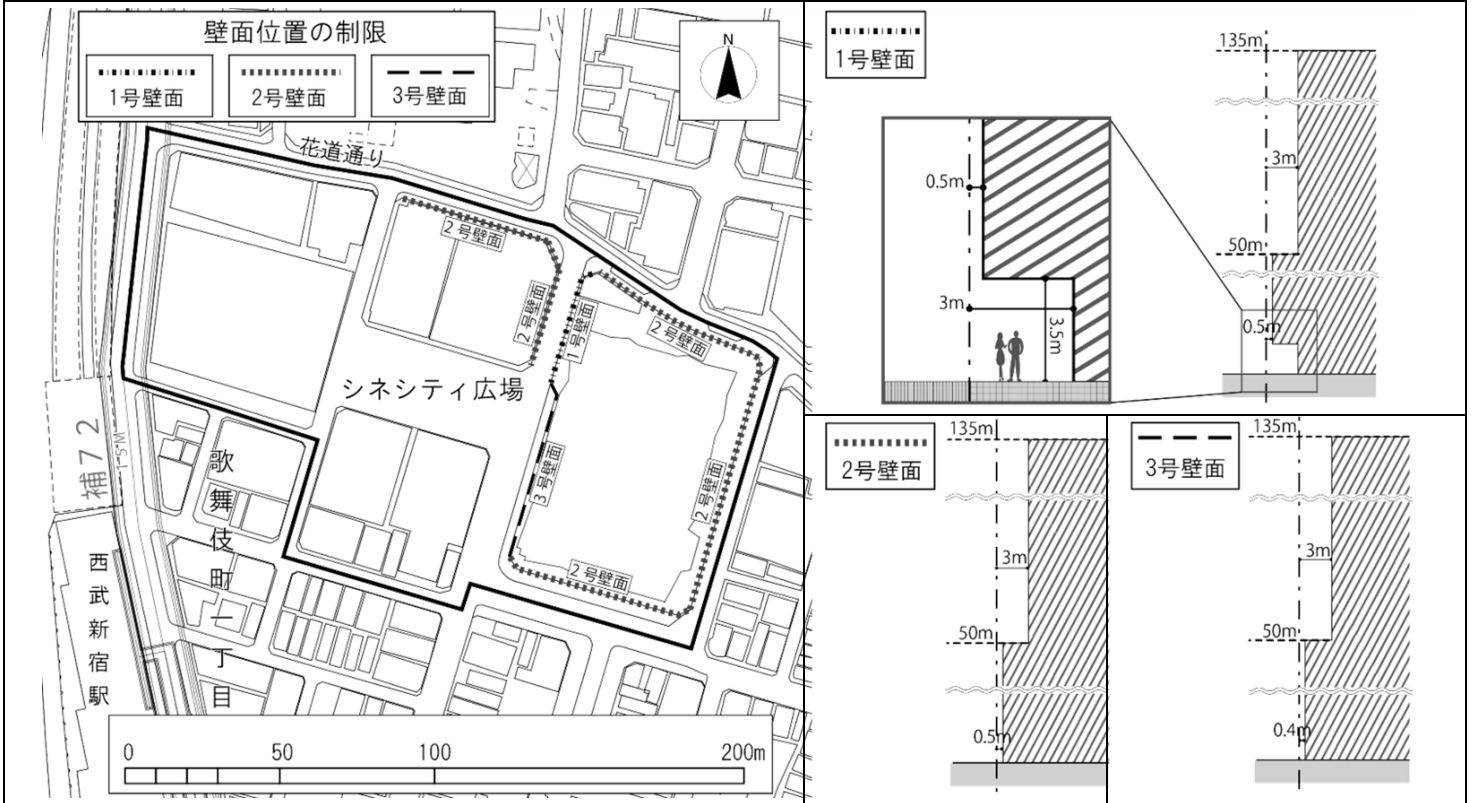 壁面位置の制限
1号壁面
2号壁面
3号壁面
N
花道通り
2号壁面
2号壁面
1号壁面
2号壁面
シネシティ広場
3号壁面
2号壁面
2号壁面
補72
15M
歌舞伎町一丁目
西武新宿駅
0 50 100 200m
1号壁面
135m
3m
50m
0.5m
0.5m
3m
3.5m
2号壁面
135m
3m
50m
0.5m
3号壁面
135m
3m
50m
0.4m